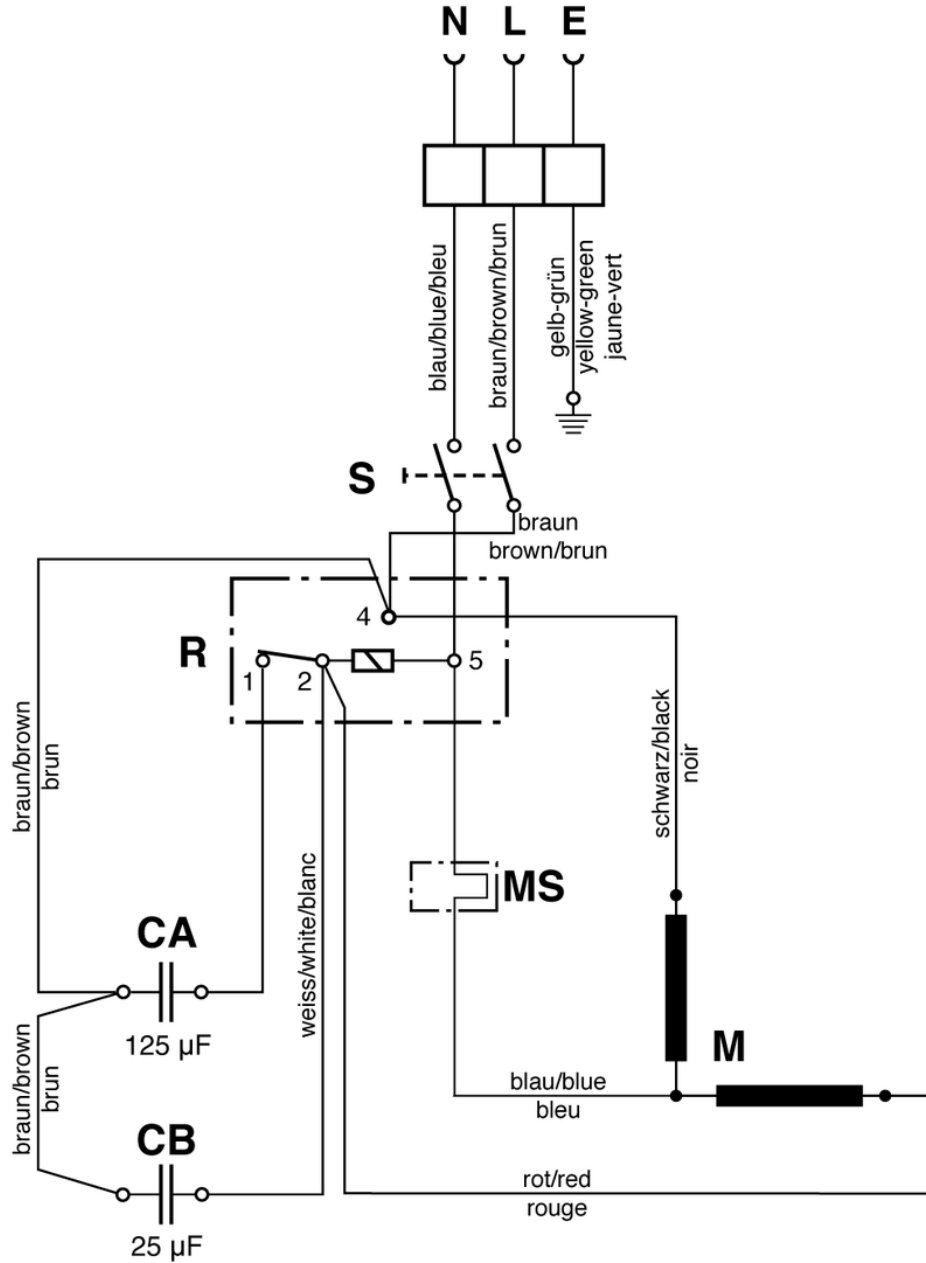 N L E
blau/blue/bleu
braun/brown/brun
gelb-grün
yellow-green
jaune-vert
S
braun
brown/brun
4
R
1 2 5
braun/brown
brun
schwarz/black
noir
weiss/white/blanc
MS
CA
125 µF
M
braun/brown
brun
blau/blue
bleu
CB
25 µF
rot/red
rouge